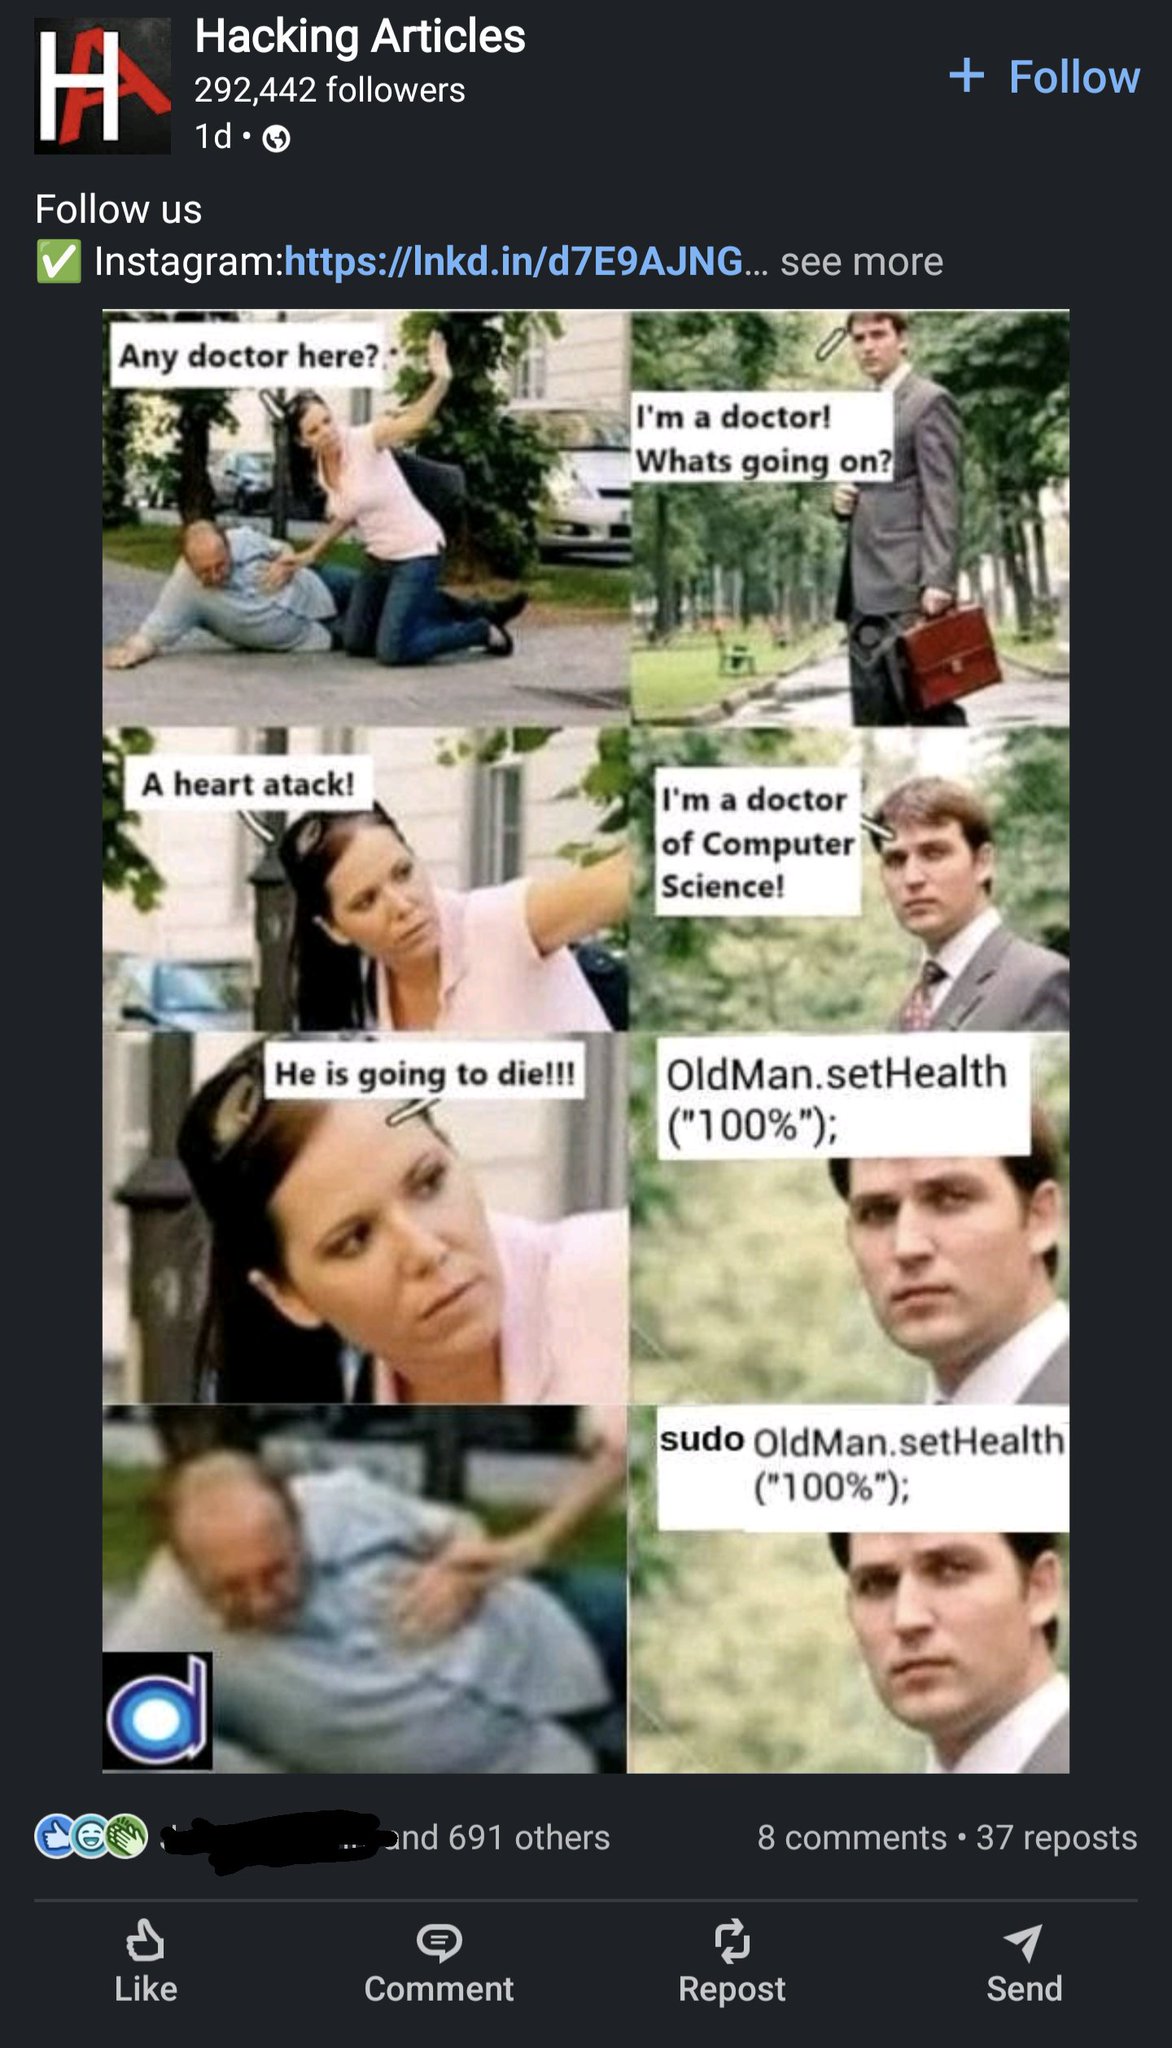 HA
Hacking Articles
292,442 followers
+ Follow
1d •
Follow us
✅ Instagram:https://lnkd.in/d7E9AJNG... see more
Any doctor here?
I'm a doctor!
Whats going on?
A heart atack!
I'm a doctor
of Computer
Science!
He is going to die!!!
OldMan.setHealth
("100%");
sudo OldMan.setHealth
("100%");
d
and 691 others
8 comments • 37 reposts
Like
Comment
Repost
Send